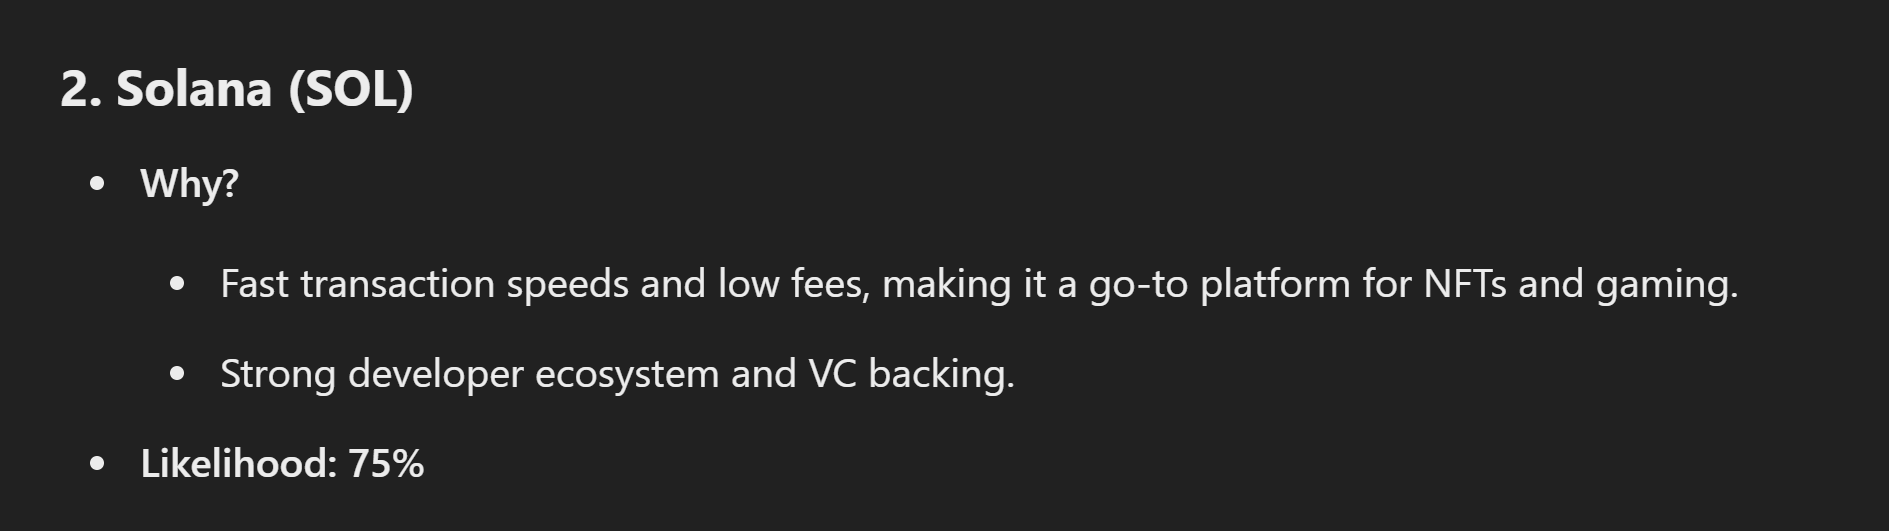 2. Solana (SOL)
• Why?
• Fast transaction speeds and low fees, making it a go-to platform for NFTs and gaming.
• Strong developer ecosystem and VC backing.
• Likelihood: 75%